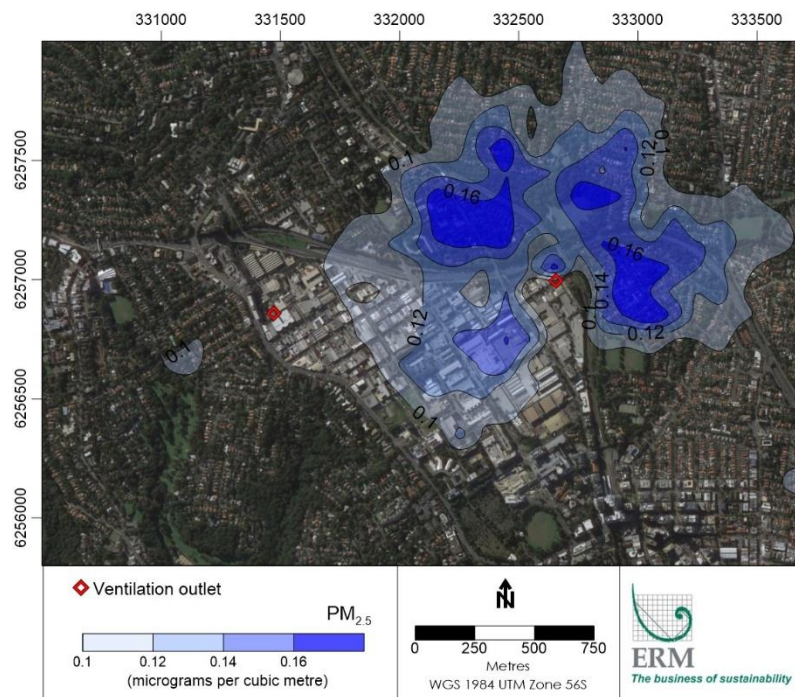 331000 331500 332000 332500 333000 333500
6257500
6257000
6256500
6256000
0.1
0.1
0.12
0.16
0.16
0.14
0.1
0.12
0.12
0.1
0.1
Ventilation outlet
PM2.5
0.1 0.12 0.14 0.16
(micrograms per cubic metre)
N
0 250 500 750
Metres
WGS 1984 UTM Zone 56S
ERM
The business of sustainability